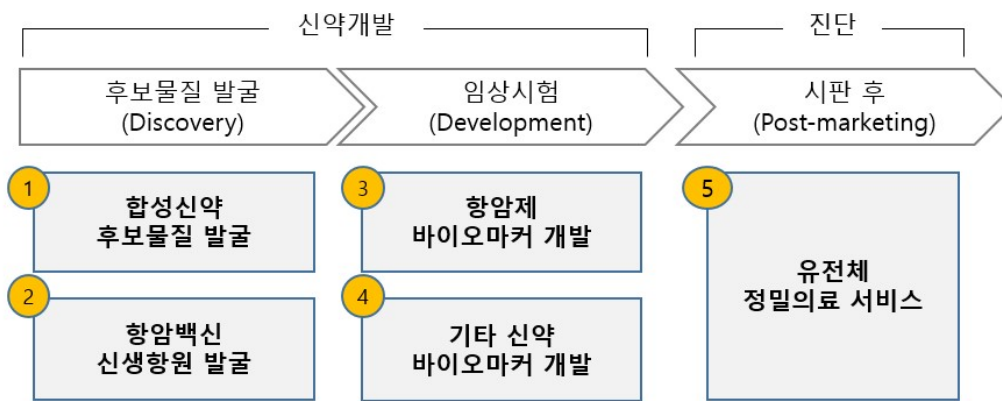 신약개발
진단
후보물질 발굴
(Discovery)
임상시험
(Development)
시판 후
(Post-marketing)
1
합성신약
후보물질 발굴
2
항암백신
신생항원 발굴
3
항암제
바이오마커 개발
4
기타 신약
바이오마커 개발
5
유전체
정밀의료 서비스